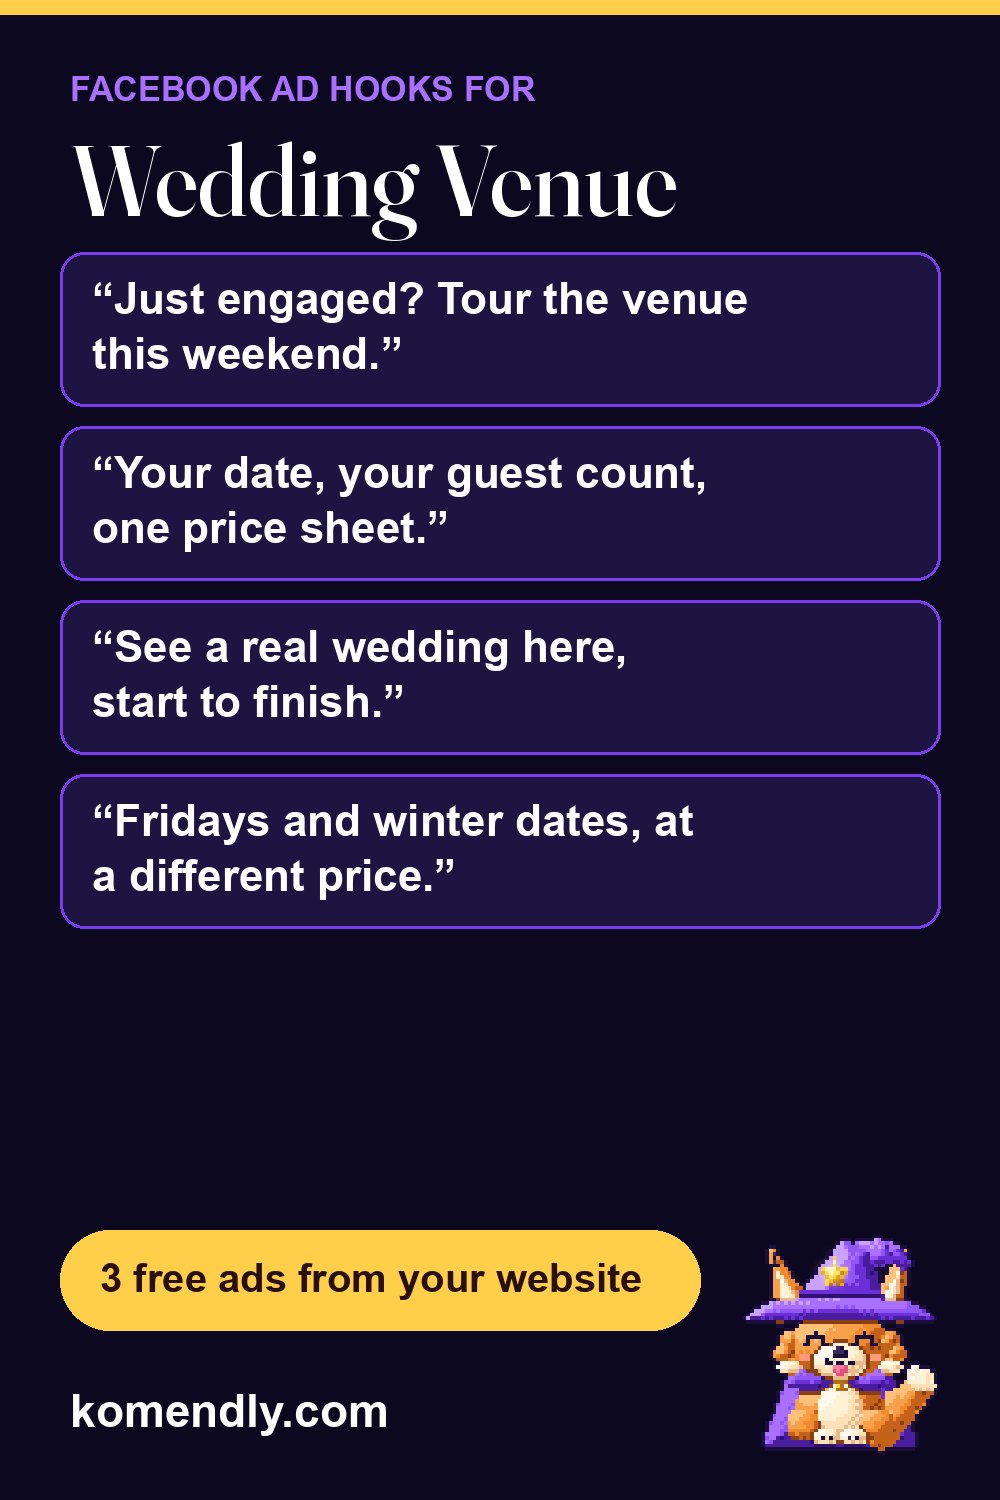 FACEBOOK AD HOOKS FOR
Wedding Venue
“Just engaged? Tour the venue
this weekend.”
“Your date, your guest count,
one price sheet.”
“See a real wedding here,
start to finish.”
“Fridays and winter dates, at
a different price.”
3 free ads from your website
komendly.com